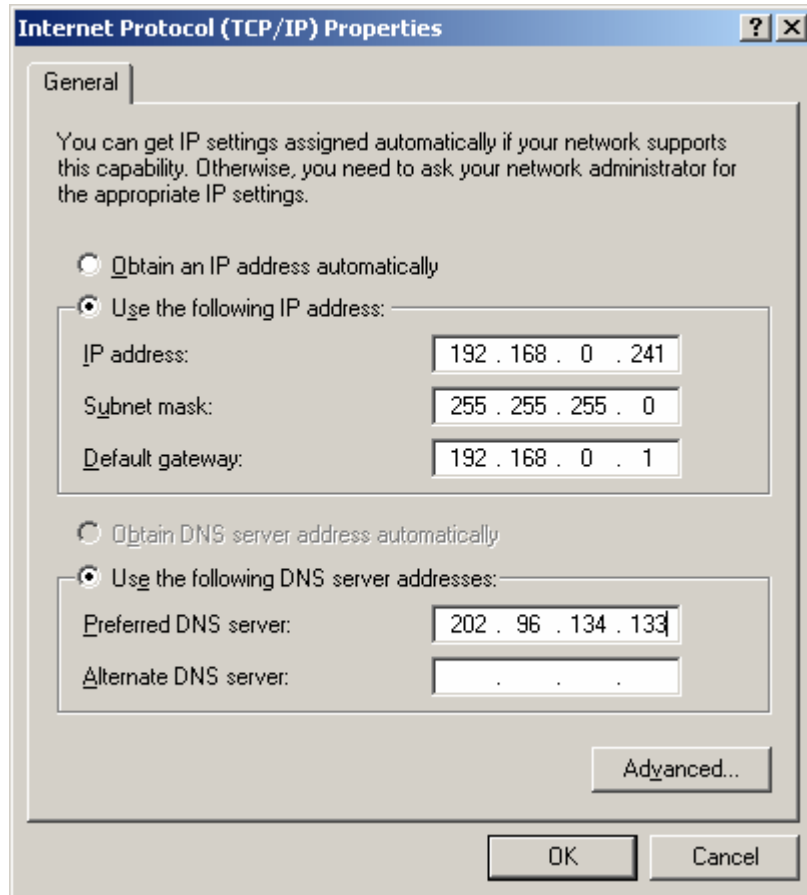 Internet Protocol (TCP/IP) Properties
General
You can get IP settings assigned automatically if your network supports
this capability. Otherwise, you need to ask your network administrator for
the appropriate IP settings.
Obtain an IP address automatically
Use the following IP address:
IP address: 192 . 168 . 0 . 241
Subnet mask: 255 . 255 . 255 . 0
Default gateway: 192 . 168 . 0 . 1
Obtain DNS server address automatically
Use the following DNS server addresses:
Preferred DNS server: 202 . 96 . 134 . 133
Alternate DNS server: . . .
Advanced...
OK Cancel